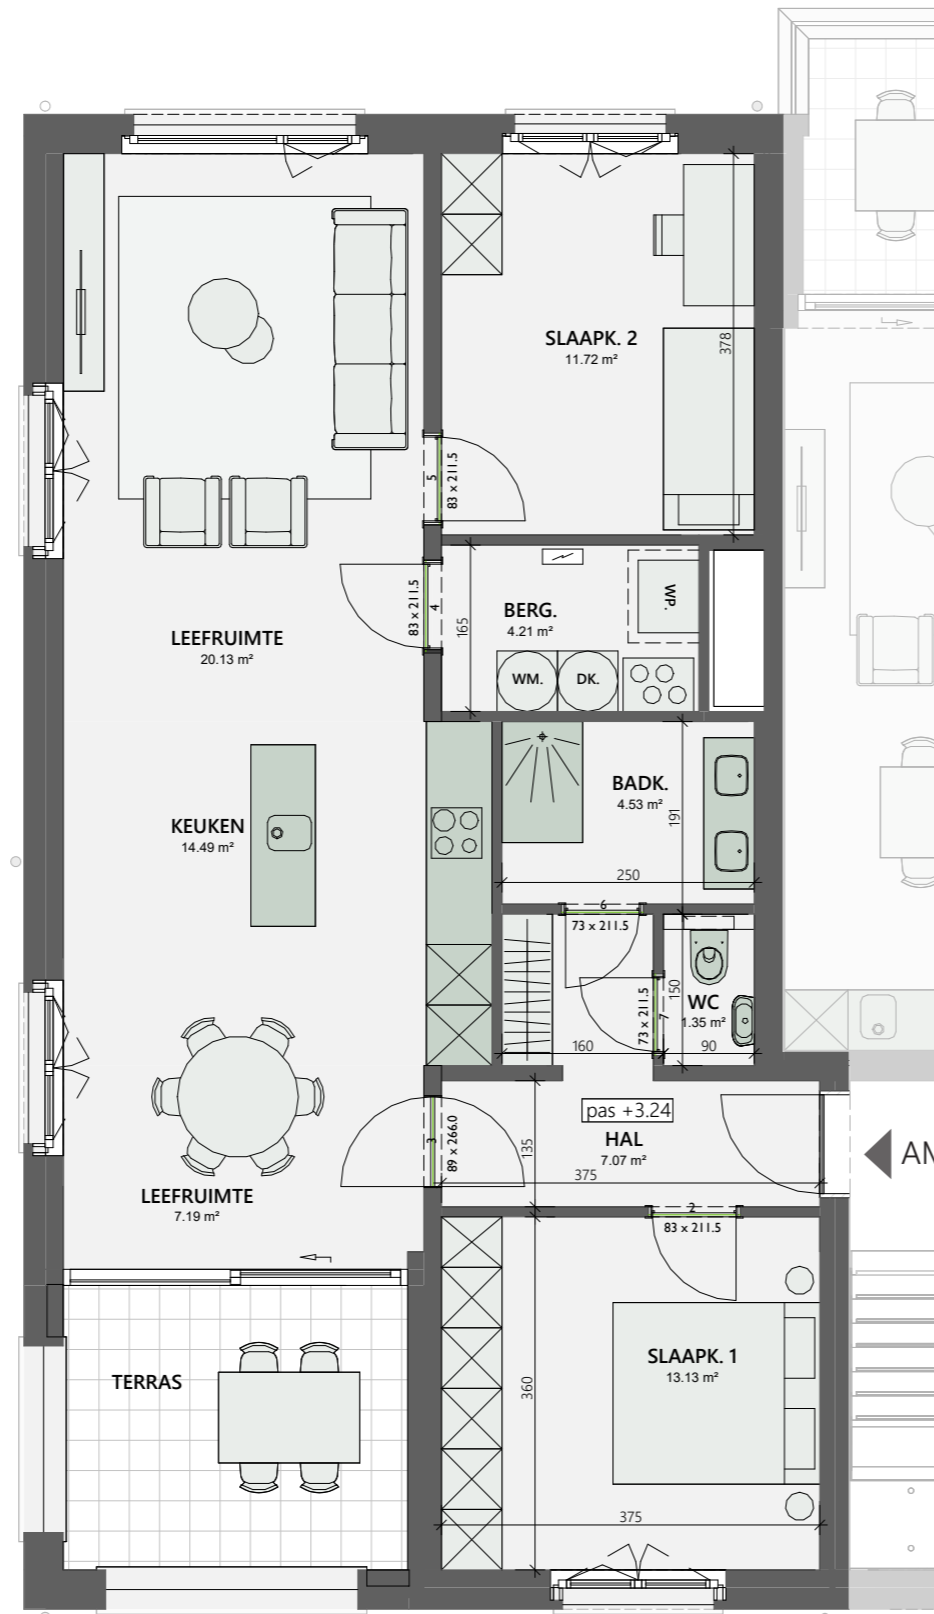 SLAAPK. 2
11.72 m²
378
5
83 x 211.5
4
83 x 211.5
165
BERG.
4.21 m²
WP.
WM.
DK.
LEEFRUIMTE
20.13 m²
BADK.
4.53 m²
191
250
KEUKEN
14.49 m²
6
73 x 211.5
7
73 x 211.5
150
WC
1.35 m²
160
90
pas +3.24
HAL
7.07 m²
135
375
3
89 x 266.0
AN
LEEFRUIMTE
7.19 m²
2
83 x 211.5
TERRAS
SLAAPK. 1
13.13 m²
360
375